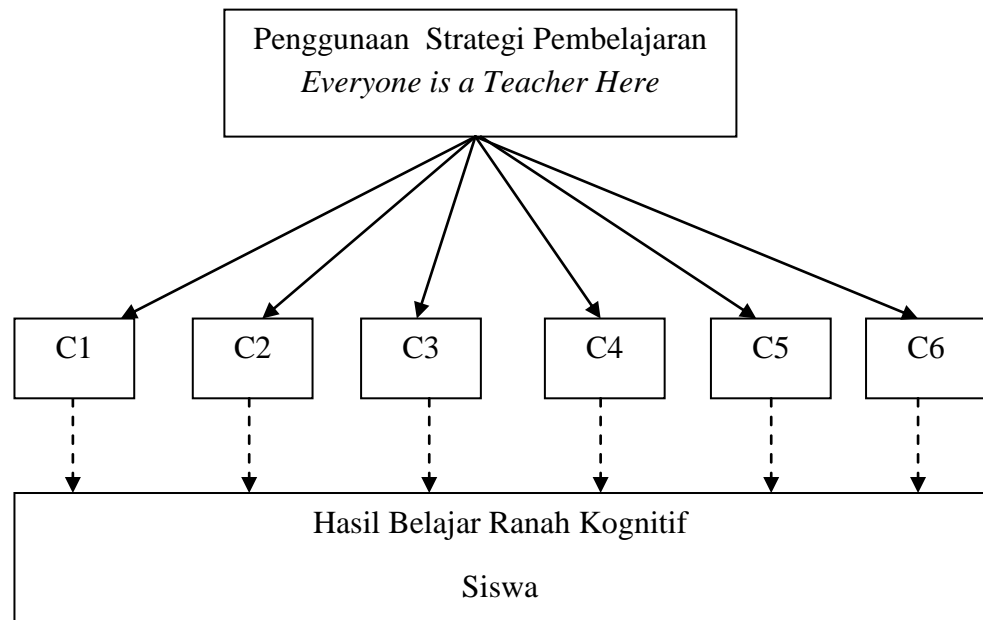 Penggunaan Strategi Pembelajaran
Everyone is a Teacher Here
C1 C2 C3 C4 C5 C6
Hasil Belajar Ranah Kognitif
Siswa